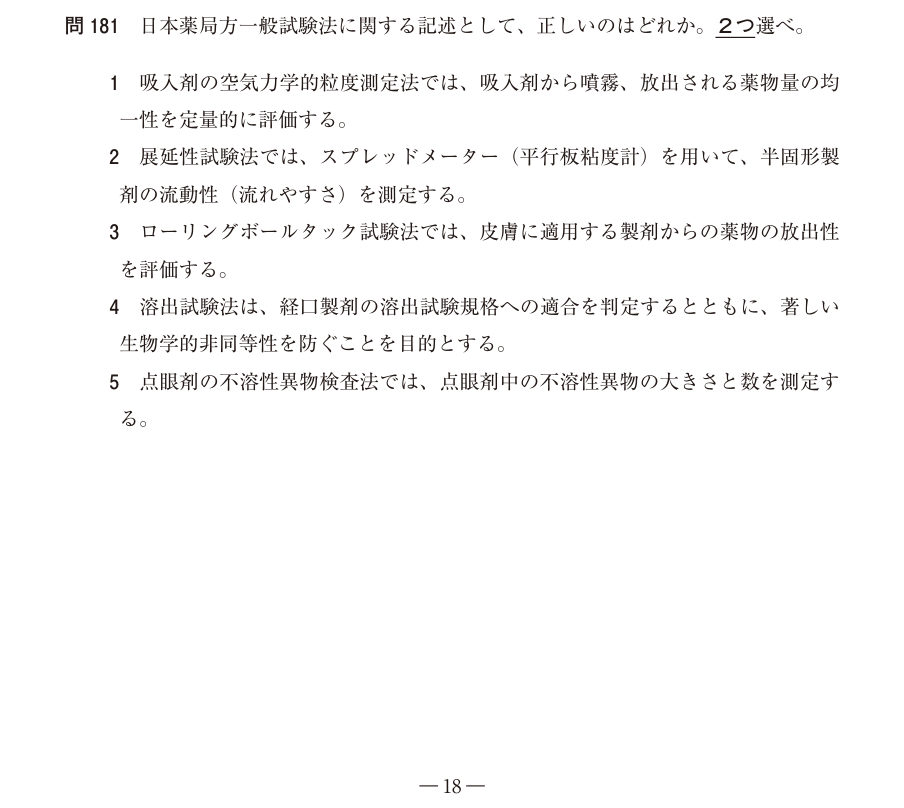 問 181 日本薬局方一般試験法に関する記述として、正しいのはどれか。２つ選べ。
1 吸入剤の空気力学的粒度測定法では、吸入剤から噴霧、放出される薬物量の均
一性を定量的に評価する。
2 展延性試験法では、スプレッドメーター（平行板粘度計）を用いて、半固形製
剤の流動性（流れやすさ）を測定する。
3 ローリングボールタック試験法では、皮膚に適用する製剤からの薬物の放出性
を評価する。
4 溶出試験法は、経口製剤の溶出試験規格への適合を判定するとともに、著しい
生物学的非同等性を防ぐことを目的とする。
5 点眼剤の不溶性異物検査法では、点眼剤中の不溶性異物の大きさと数を測定す
る。
— 18 —